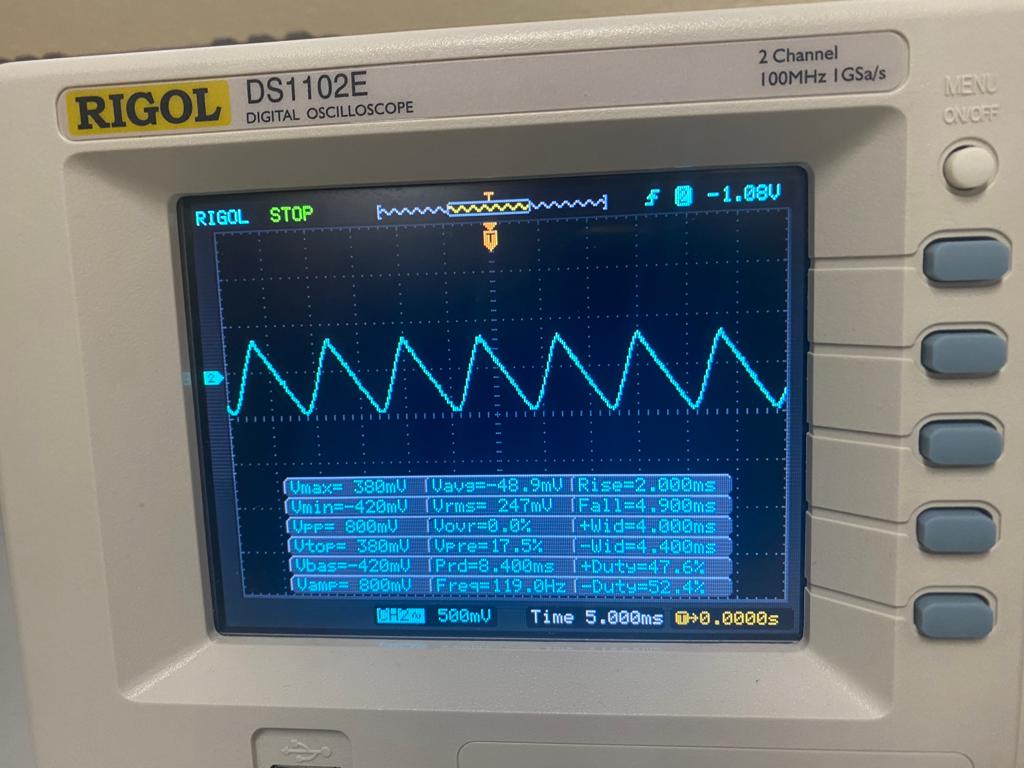 RIGOL DS1102E 2 Channel
DIGITAL OSCILLOSCOPE 100MHz 1GSa/s
MENU
ON/OFF
RIGOL STOP T -1.08V
T
2
Vmax= 380mV Vavg=-48.9mV Rise=2.000ms
Vmin=-420mV Vrms= 247mV Fall=4.900ms
Vpp= 800mV Vovr=0.0% +Wid=4.000ms
Vtop= 380mV Vpre=17.5% -Wid=4.400ms
Vbas=-420mV Prd=8.400ms +Duty=47.6%
Vamp= 800mV Freq=119.0Hz -Duty=52.4%
CH2~ 500mV Time 5.000ms T→0.0000s